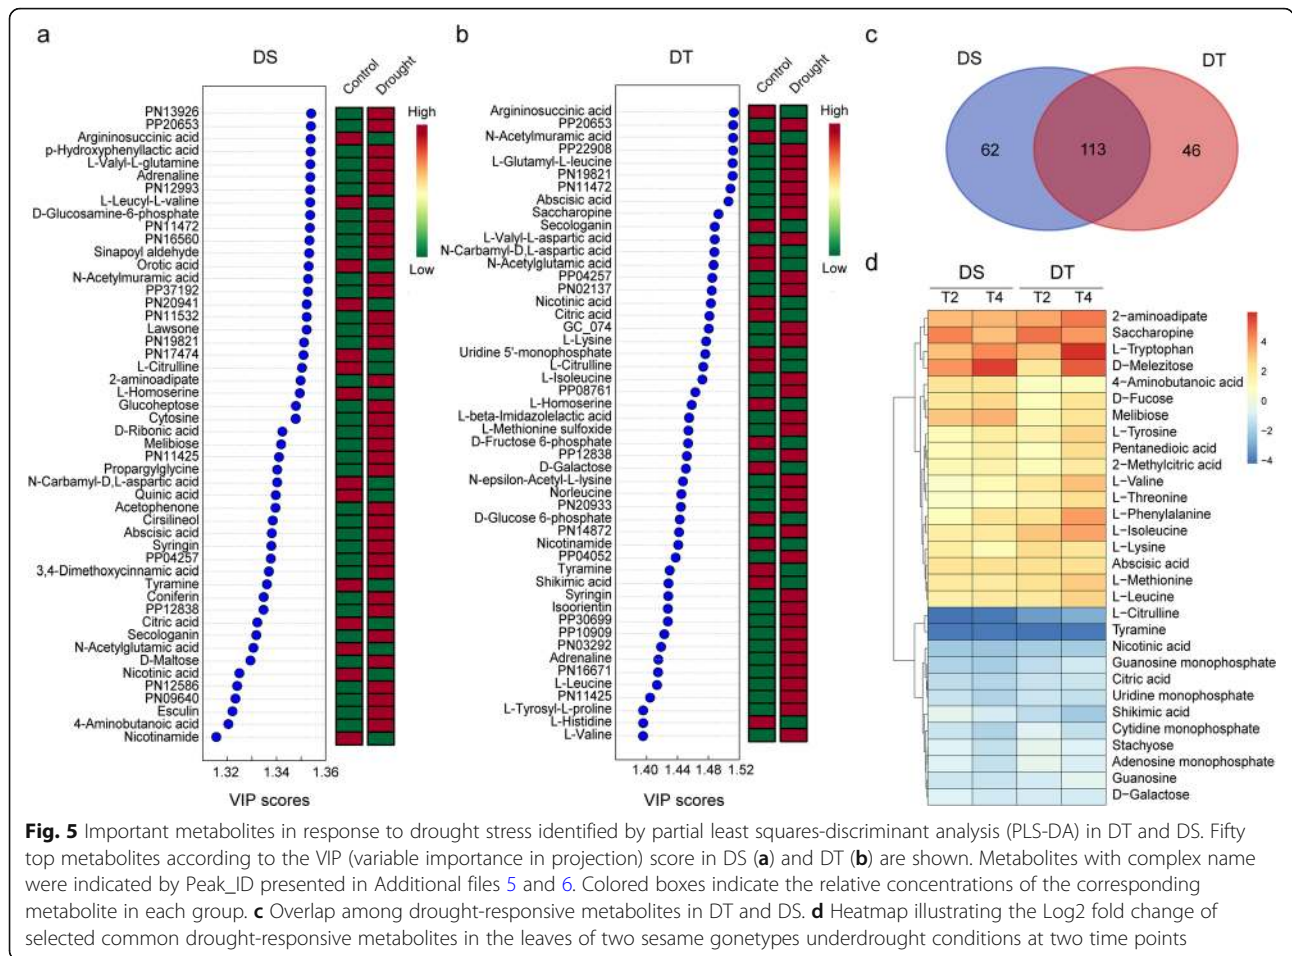 a
DS
Control
Drought
PN13926
PP20653
Argininosuccinic acid
p-Hydroxyphenyllactic acid
L-Valyl-L-glutamine
Adrenaline
PN12993
L-Leucyl-L-valine
D-Glucosamine-6-phosphate
PN11472
PN16560
Sinapoyl aldehyde
Orotic acid
N-Acetylmuramic acid
PP37192
PN20941
PN11532
Lawsone
PN19821
PN17474
L-Citrulline
2-aminoadipate
L-Homoserine
Glucoheptose
Cytosine
D-Ribonic acid
Melibiose
PN11425
Propargylglycine
N-Carbamyl-D,L-aspartic acid
Quinic acid
Acetophenone
Cirsilineol
Abscisic acid
Syringin
PP04257
3,4-Dimethoxycinnamic acid
Tyramine
Coniferin
PP12838
Citric acid
Secologanin
N-Acetylglutamic acid
D-Maltose
Nicotinic acid
PN12586
PN09640
Esculin
4-Aminobutanoic acid
Nicotinamide
1.32 1.34 1.36
VIP scores
High
Low
b
DT
Control
Drought
Argininosuccinic acid
PP20653
N-Acetylmuramic acid
PP22908
L-Glutamyl-L-leucine
PN19821
PN11472
Abscisic acid
Saccharopine
Secologanin
L-Valyl-L-aspartic acid
N-Carbamyl-D,L-aspartic acid
N-Acetylglutamic acid
PP04257
PN02137
Nicotinic acid
Citric acid
GC_074
L-Lysine
Uridine 5'-monophosphate
L-Citrulline
L-Isoleucine
PP08761
L-Homoserine
L-beta-Imidazolelactic acid
L-Methionine sulfoxide
D-Fructose 6-phosphate
PP12838
D-Galactose
N-epsilon-Acetyl-L-lysine
Norleucine
PN20933
D-Glucose 6-phosphate
PN14872
Nicotinamide
PP04052
Tyramine
Shikimic acid
Syringin
Isoorientin
PP30699
PP10909
PN03292
Adrenaline
PN16671
L-Leucine
PN11425
L-Tyrosyl-L-proline
L-Histidine
L-Valine
1.40 1.44 1.48 1.52
VIP scores
High
Low
c
DS
DT
62 113 46
d
DS DT
T2 T4 T2 T4
2-aminoadipate
Saccharopine
L-Tryptophan
D-Melezitose
4-Aminobutanoic acid
D-Fucose
Melibiose
L-Tyrosine
Pentanedioic acid
2-Methylcitric acid
L-Valine
L-Threonine
L-Phenylalanine
L-Isoleucine
L-Lysine
Abscisic acid
L-Methionine
L-Leucine
L-Citrulline
Tyramine
Nicotinic acid
Guanosine monophosphate
Citric acid
Uridine monophosphate
Shikimic acid
Cytidine monophosphate
Stachyose
Adenosine monophosphate
Guanosine
D-Galactose
4
2
0
-2
-4
Fig. 5 Important metabolites in response to drought stress identified by partial least squares-discriminant analysis (PLS-DA) in DT and DS. Fifty
top metabolites according to the VIP (variable importance in projection) score in DS (a) and DT (b) are shown. Metabolites with complex name
were indicated by Peak_ID presented in Additional files 5 and 6. Colored boxes indicate the relative concentrations of the corresponding
metabolite in each group. c Overlap among drought-responsive metabolites in DT and DS. d Heatmap illustrating the Log2 fold change of
selected common drought-responsive metabolites in the leaves of two sesame gonetypes underdrought conditions at two time points